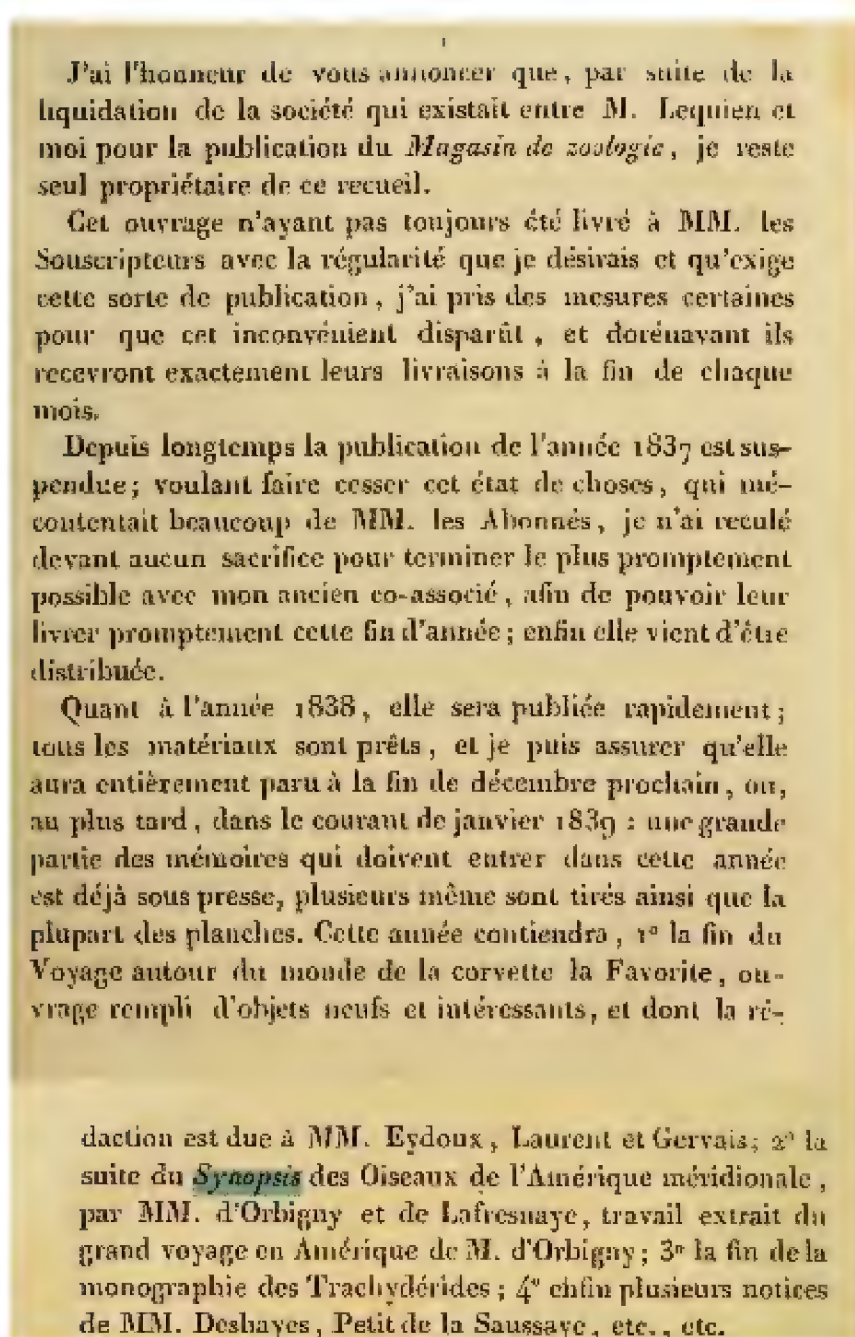 J'ai l'honneur de vous annoncer que, par suite de la
liquidation de la société qui existait entre M. Lequien et
moi pour la publication du Magasin de zoologie, je reste
seul propriétaire de ce recueil.
Cet ouvrage n'ayant pas toujours été livré à MM. les
Souscripteurs avec la régularité que je désirais et qu'exige
cette sorte de publication, j'ai pris des mesures certaines
pour que cet inconvénient disparût, et dorénavant ils
recevront exactement leurs livraisons à la fin de chaque
mois.
Depuis longtemps la publication de l'année 1837 est sus-
pendue; voulant faire cesser cet état de choses, qui mé-
contentait beaucoup de MM. les Abonnés, je n'ai reculé
devant aucun sacrifice pour terminer le plus promptement
possible avec mon ancien co-associé, afin de pouvoir leur
livrer promptement cette fin d'année; enfin elle vient d'être
distribuée.
Quant à l'année 1838, elle sera publiée rapidement;
tous les matériaux sont prêts, et je puis assurer qu'elle
aura entièrement paru à la fin de décembre prochain, ou,
au plus tard, dans le courant de janvier 1839 : une grande
partie des mémoires qui doivent entrer dans cette année
est déjà sous presse, plusieurs même sont tirés ainsi que la
plupart des planches. Cette année contiendra, 1° la fin du
Voyage autour du monde de la corvette la Favorite, ou-
vrage rempli d'objets neufs et intéressants, et dont la ré-
daction est due à MM. Eydoux, Laurent et Gervais; 2° la
suite du Synopsis des Oiseaux de l'Amérique méridionale,
par MM. d'Orbigny et de Lafresnaye, travail extrait du
grand voyage en Amérique de M. d'Orbigny; 3° la fin de la
monographie des Trachydérides; 4° enfin plusieurs notices
de MM. Deshayes, Petit de la Saussaye, etc., etc.